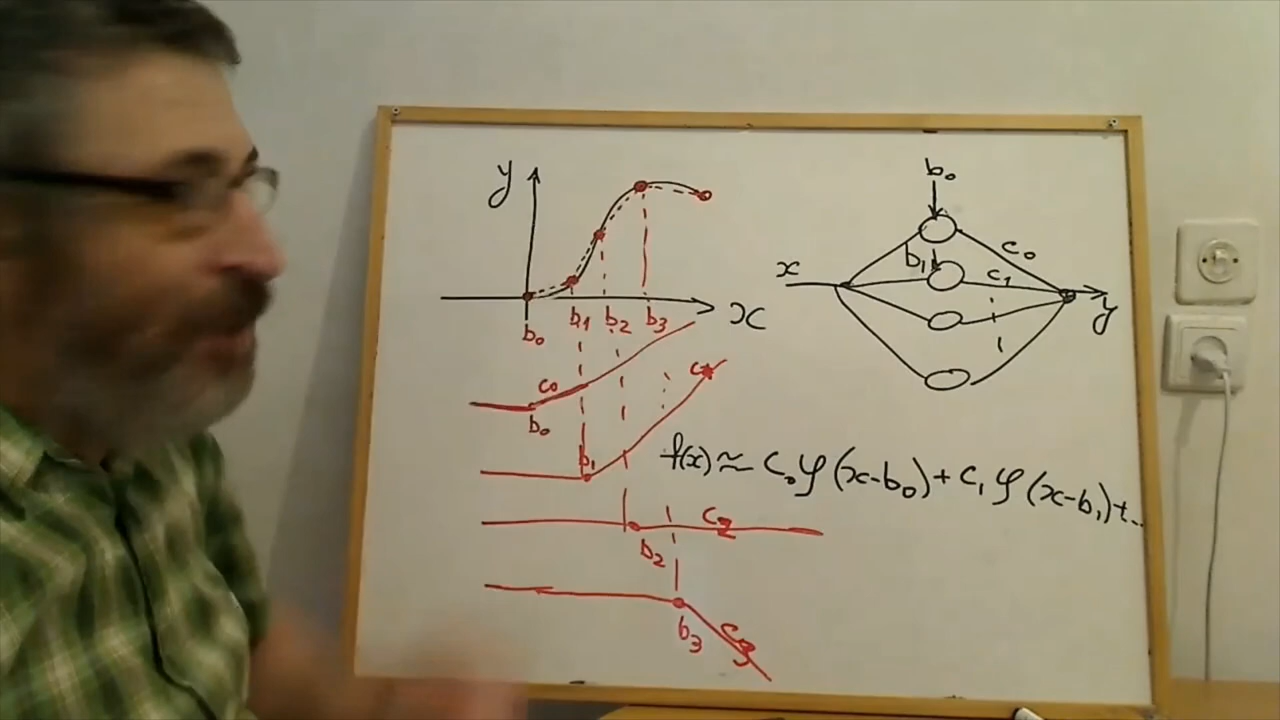 y
x
b₀ b₁ b₂ b₃
c₀
b₀
c₁
b₁
c₂
b₂
c₃
b₃
b₀
b₁
x
c₀
c₁
y
f(x) ≈ c₀φ(x-b₀) + c₁φ(x-b₁) + ...